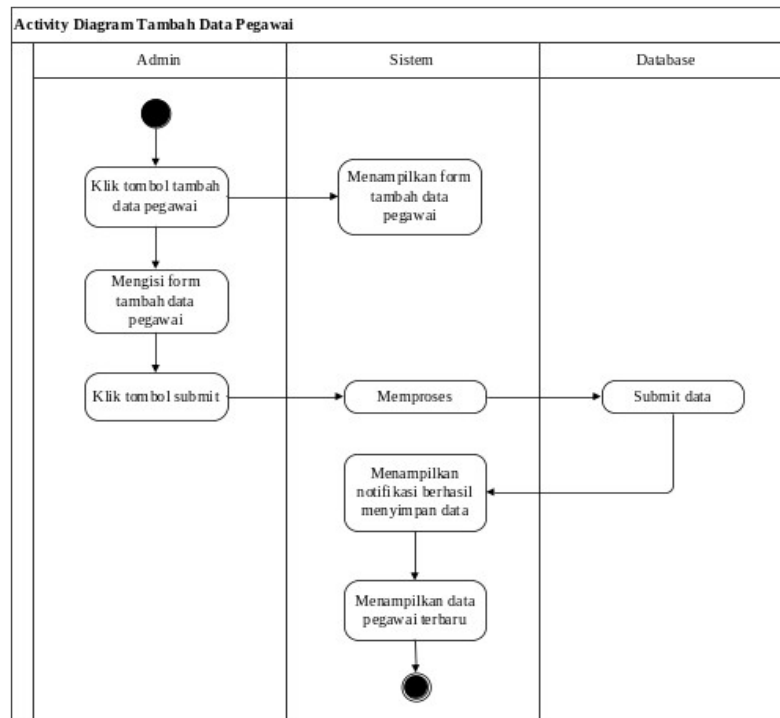 Activity Diagram Tambah Data Pegawai
Admin
Sistem
Database
Klik tombol tambah
data pegawai
Menampilkan form
tambah data
pegawai
Mengisi form
tambah data
pegawai
Klik tombol submit
Memproses
Submit data
Menampilkan
notifikasi berhasil
menyimpan data
Menampilkan data
pegawai terbaru